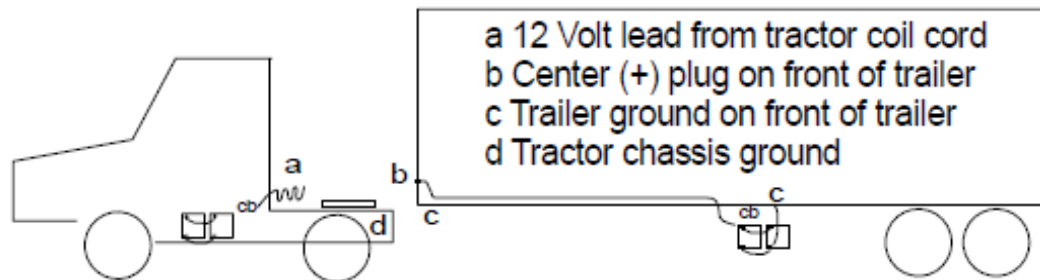 a 12 Volt lead from tractor coil cord
b Center (+) plug on front of trailer
c Trailer ground on front of trailer
d Tractor chassis ground
a
b
c
cb
d
c
cb